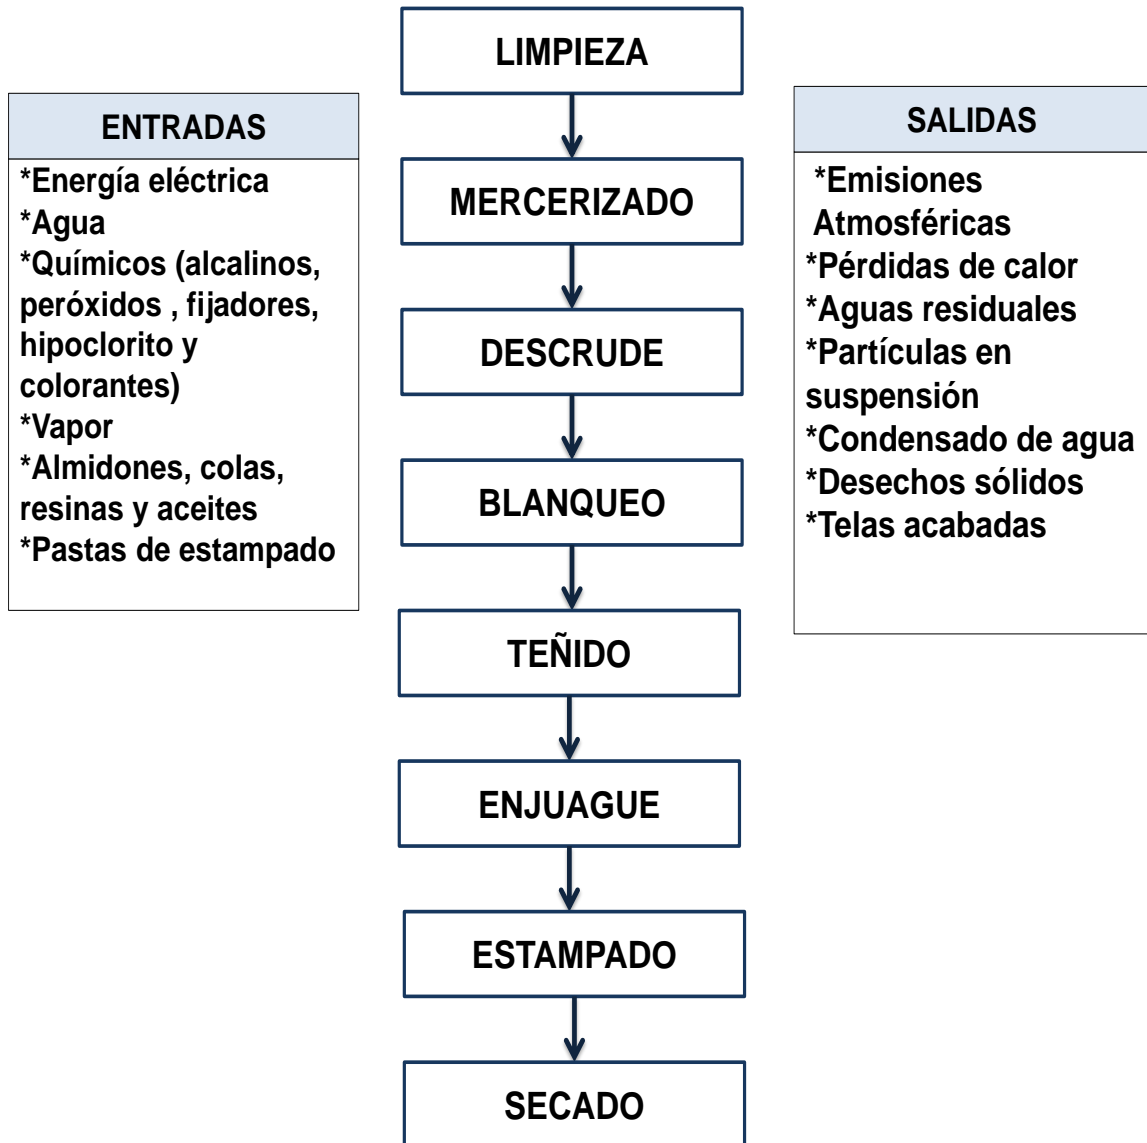 LIMPIEZA
ENTRADAS
*Energía eléctrica
*Agua
*Químicos (alcalinos,
peróxidos , fijadores,
hipoclorito y
colorantes)
*Vapor
*Almidones, colas,
resinas y aceites
*Pastas de estampado
MERCERIZADO
DESCRUDE
BLANQUEO
TEÑIDO
ENJUAGUE
ESTAMPADO
SECADO
SALIDAS
*Emisiones
Atmosféricas
*Pérdidas de calor
*Aguas residuales
*Partículas en
suspensión
*Condensado de agua
*Desechos sólidos
*Telas acabadas